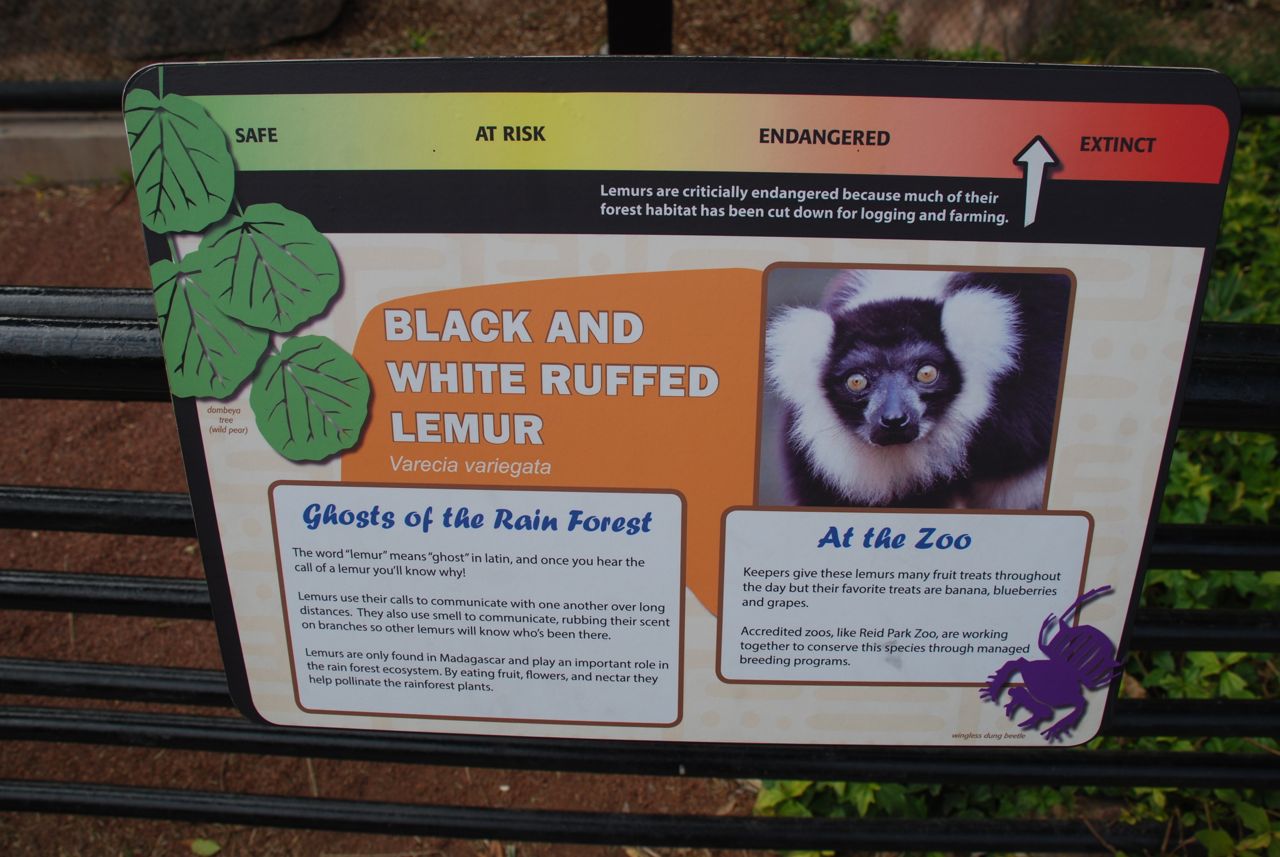 SAFE AT RISK ENDANGERED EXTINCT
Lemurs are criticially endangered because much of their
forest habitat has been cut down for logging and farming.
BLACK AND
WHITE RUFFED
LEMUR
Varecia variegata
dombeya
tree
(wild pear)
Ghosts of the Rain Forest
The word "lemur" means "ghost" in latin, and once you hear the
call of a lemur you'll know why!
Lemurs use their calls to communicate with one another over long
distances. They also use smell to communicate, rubbing their scent
on branches so other lemurs will know who's been there.
Lemurs are only found in Madagascar and play an important role in
the rain forest ecosystem. By eating fruit, flowers, and nectar they
help pollinate the rainforest plants.
At the Zoo
Keepers give these lemurs many fruit treats throughout
the day but their favorite treats are banana, blueberries
and grapes.
Accredited zoos, like Reid Park Zoo, are working
together to conserve this species through managed
breeding programs.
wingless dung beetle